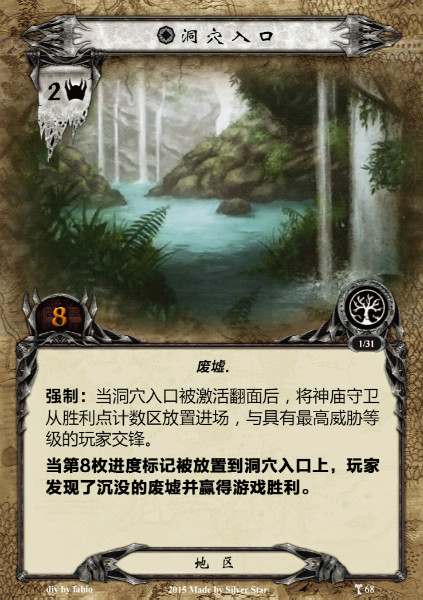 洞穴入口
2
8
1/31
废墟.
强制：当洞穴入口被激活翻面后，将神庙守卫
从胜利点计数区放置进场，与具有最高威胁等
级的玩家交锋。
当第8枚进度标记被放置到洞穴入口上，玩家
发现了沉没的废墟并赢得游戏胜利。
地区
diy by fabio
2015 Made by Silver Star
68